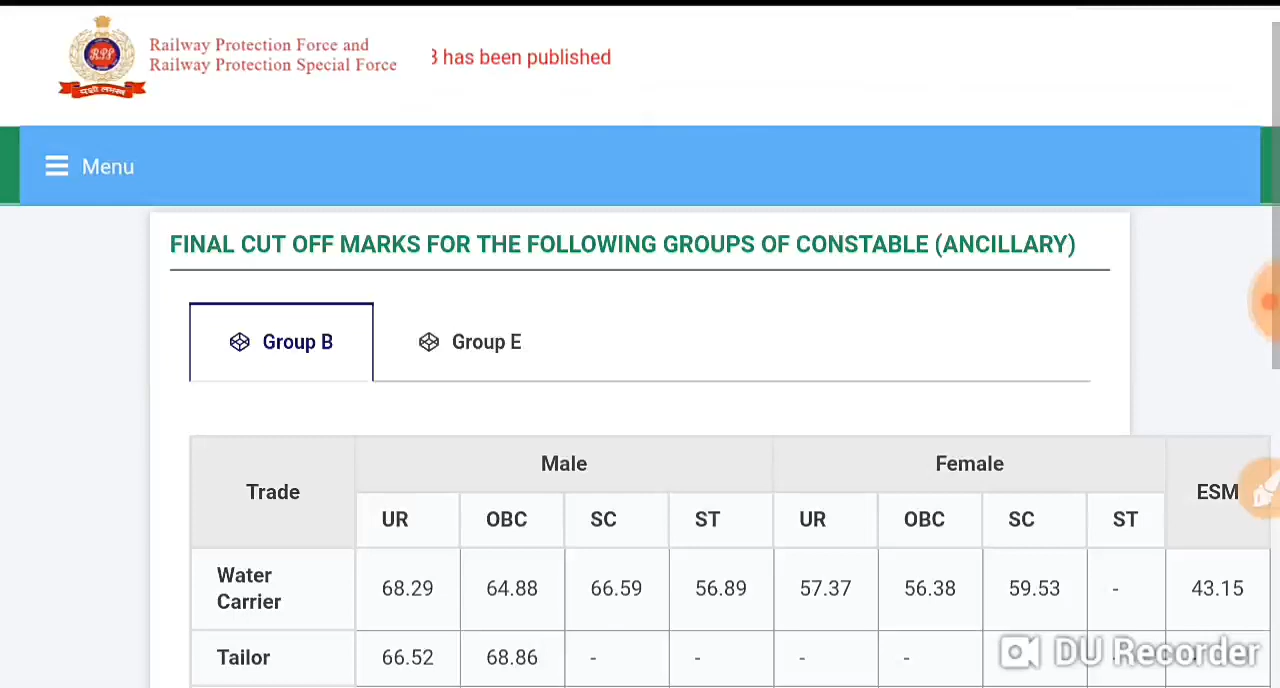 Railway Protection Force and
Railway Protection Special Force
RPF
has been published
Menu
FINAL CUT OFF MARKS FOR THE FOLLOWING GROUPS OF CONSTABLE (ANCILLARY)
Group B Group E
Trade Male Female ESM
UR OBC SC ST UR OBC SC ST
Water Carrier 68.29 64.88 66.59 56.89 57.37 56.38 59.53 - 43.15
Tailor 66.52 68.86 - - - -
DU Recorder